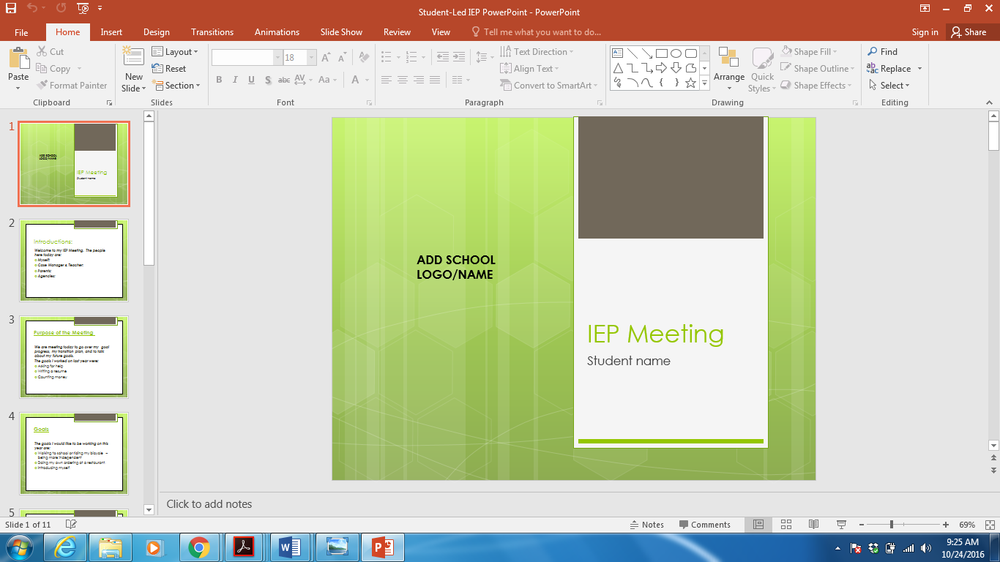 Student-Led IEP PowerPoint - PowerPoint
File Home Insert Design Transitions Animations Slide Show Review View Tell me what you want to do... Sign in Share
Paste
Cut
Copy
Format Painter
Clipboard
New Slide
Layout
Reset
Section
Slides
18
B I U S abc AV Aa A
Font
Text Direction
Align Text
Convert to SmartArt
Paragraph
Arrange
Quick Styles
Shape Fill
Shape Outline
Shape Effects
Drawing
Find
Replace
Select
Editing
1
ADD SCHOOL
LOGO/NAME
IEP Meeting
Student name
2
Introductions:
Welcome to my IEP Meeting. The people
here today are:
Myself:
Case Manager & Teacher:
Parents:
Agencies:
3
Purpose of the Meeting
We are meeting today to go over my goal
progress, my transition plan, and to talk
about my future goals.
The goals I worked on last year were:
Asking for help
Writing a resume
Counting money
4
Goals
The goals I would like to be working on this
year are:
Walking to school or riding my bicycle –
being more independent
Doing my own ordering at a restaurant
Introducing myself
5
ADD SCHOOL
LOGO/NAME
IEP Meeting
Student name
Click to add notes
Slide 1 of 11
Notes
Comments
69%
9:25 AM
10/24/2016